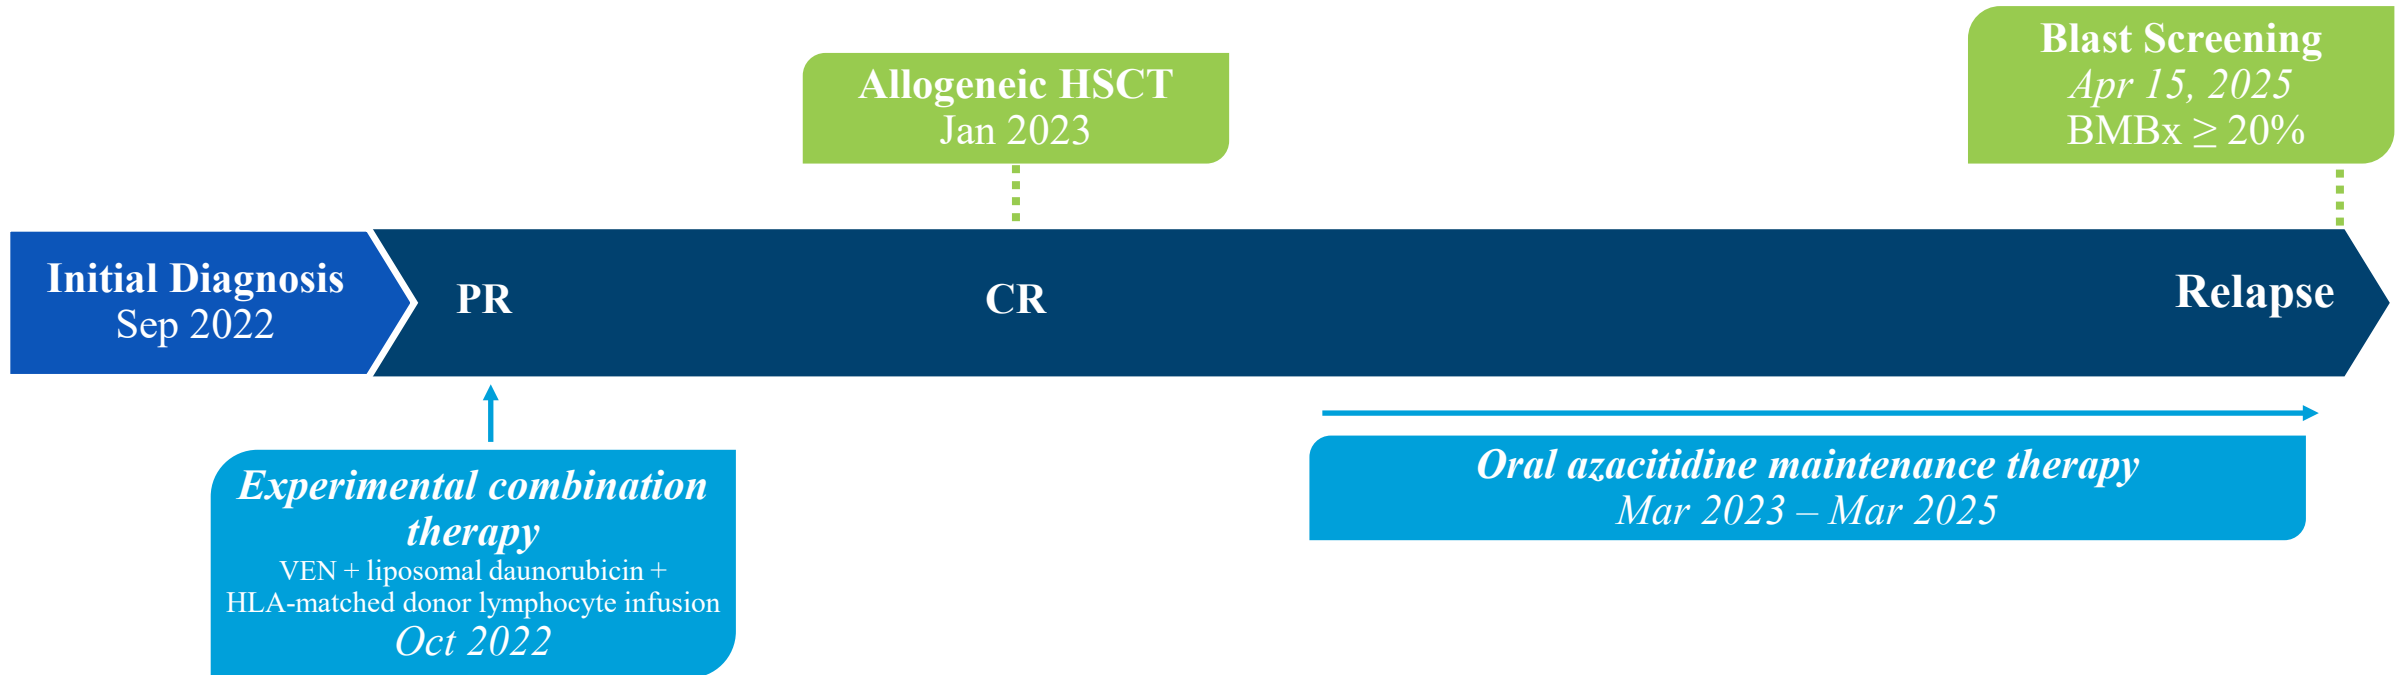 Allogeneic HSCT
Jan 2023
Blast Screening
Apr 15, 2025
BMBx ≥ 20%
Initial Diagnosis
Sep 2022
PR
CR
Relapse
Experimental combination
therapy
VEN + liposomal daunorubicin +
HLA-matched donor lymphocyte infusion
Oct 2022
Oral azacitidine maintenance therapy
Mar 2023 – Mar 2025